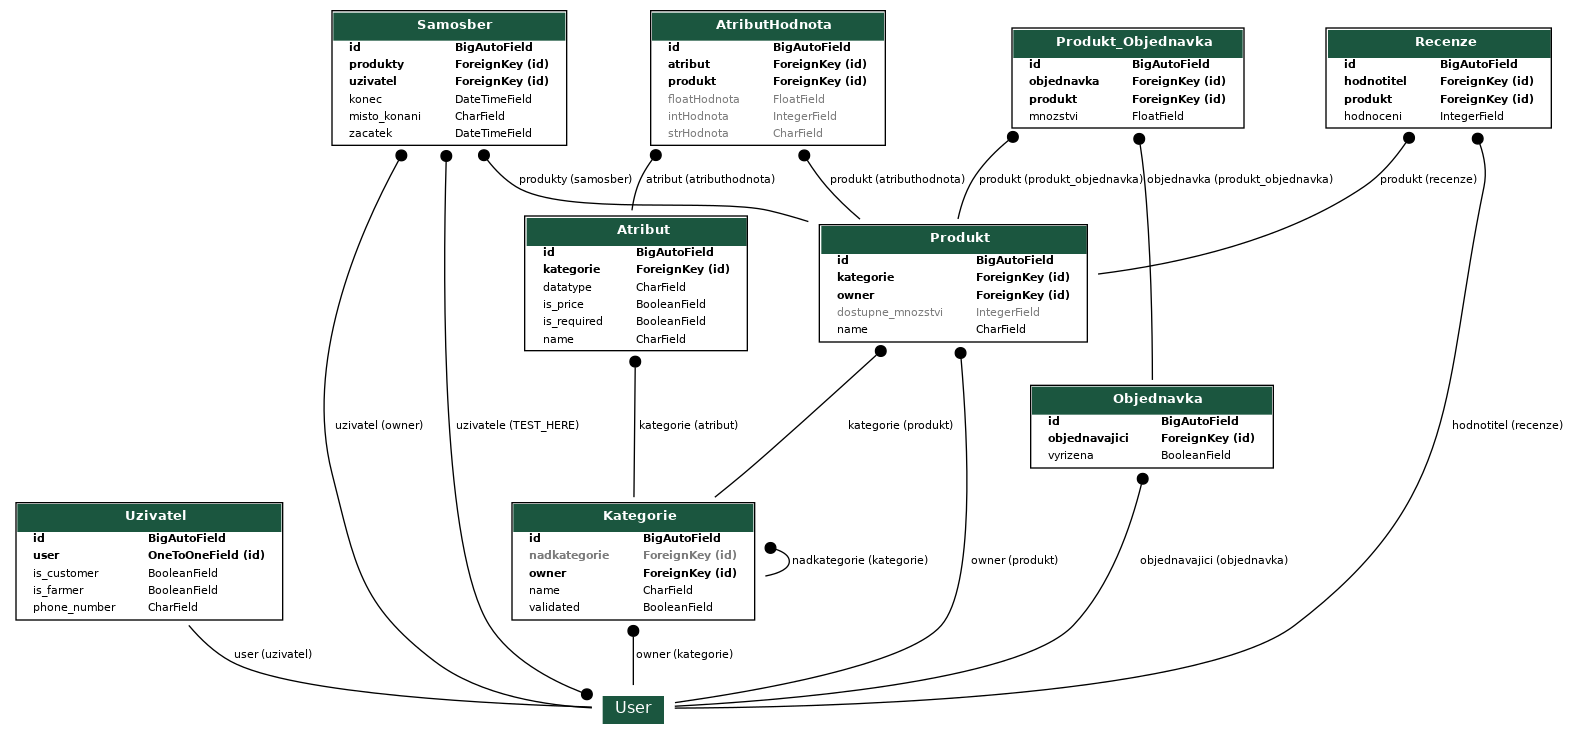 Samosber
id BigAutoField
produkty ForeignKey (id)
uzivatel ForeignKey (id)
konec DateTimeField
misto_konani CharField
zacatek DateTimeField
AtributHodnota
id BigAutoField
atribut ForeignKey (id)
produkt ForeignKey (id)
floatHodnota FloatField
intHodnota IntegerField
strHodnota CharField
Produkt_Objednavka
id BigAutoField
objednavka ForeignKey (id)
produkt ForeignKey (id)
mnozstvi FloatField
Recenze
id BigAutoField
hodnotitel ForeignKey (id)
produkt ForeignKey (id)
hodnoceni IntegerField
produkty (samosber)
atribut (atributhodnota)
produkt (atributhodnota)
produkt (produkt_objednavka)
objednavka (produkt_objednavka)
produkt (recenze)
Atribut
id BigAutoField
kategorie ForeignKey (id)
datatype CharField
is_price BooleanField
is_required BooleanField
name CharField
Produkt
id BigAutoField
kategorie ForeignKey (id)
owner ForeignKey (id)
dostupne_mnozstvi IntegerField
name CharField
Objednavka
id BigAutoField
objednavajici ForeignKey (id)
vyrizena BooleanField
uzivatel (owner)
uzivatele (TEST_HERE)
kategorie (atribut)
kategorie (produkt)
hodnotitel (recenze)
Uzivatel
id BigAutoField
user OneToOneField (id)
is_customer BooleanField
is_farmer BooleanField
phone_number CharField
Kategorie
id BigAutoField
nadkategorie ForeignKey (id)
owner ForeignKey (id)
name CharField
validated BooleanField
nadkategorie (kategorie)
owner (produkt)
objednavajici (objednavka)
user (uzivatel)
owner (kategorie)
User